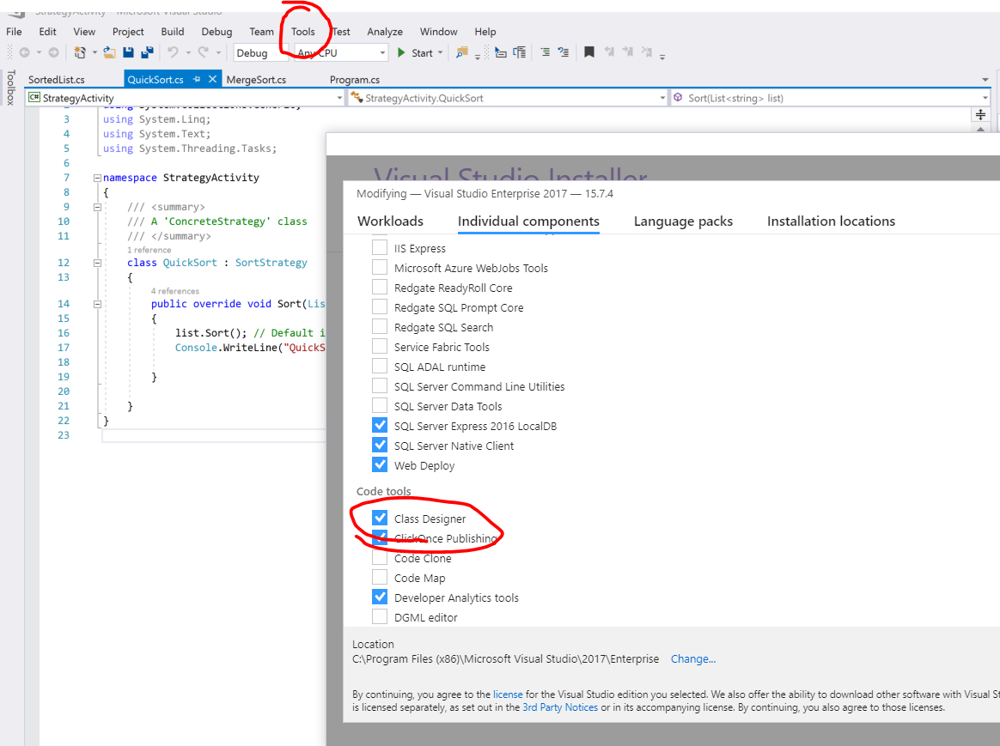 StrategyActivity - Microsoft Visual Studio
File Edit View Project Build Debug Team Tools Test Analyze Window Help
Debug Any CPU Start
Toolbox
SortedList.cs QuickSort.cs MergeSort.cs Program.cs
C# StrategyActivity StrategyActivity.QuickSort Sort(List<string> list)
2 using System.Collections.Generic;
3 using System.Linq;
4 using System.Text;
5 using System.Threading.Tasks;
6
7 namespace StrategyActivity
8 {
9 /// <summary>
10 /// A 'ConcreteStrategy' class
11 /// </summary>
1 reference
12 class QuickSort : SortStrategy
13 {
4 references
14 public override void Sort(Lis
15 {
16 list.Sort(); // Default i
17 Console.WriteLine("QuickS
18
19 }
20
21 }
22 }
23
Visual Studio Installer
Modifying — Visual Studio Enterprise 2017 — 15.7.4
Workloads Individual components Language packs Installation locations
IIS Express
Microsoft Azure WebJobs Tools
Redgate ReadyRoll Core
Redgate SQL Prompt Core
Redgate SQL Search
Service Fabric Tools
SQL ADAL runtime
SQL Server Command Line Utilities
SQL Server Data Tools
SQL Server Express 2016 LocalDB
SQL Server Native Client
Web Deploy
Code tools
Class Designer
ClickOnce Publishing
Code Clone
Code Map
Developer Analytics tools
DGML editor
Location
C:\Program Files (x86)\Microsoft Visual Studio\2017\Enterprise Change...
By continuing, you agree to the license for the Visual Studio edition you selected. We also offer the ability to download other software with Visual St
is licensed separately, as set out in the 3rd Party Notices or in its accompanying license. By continuing, you also agree to those licenses.